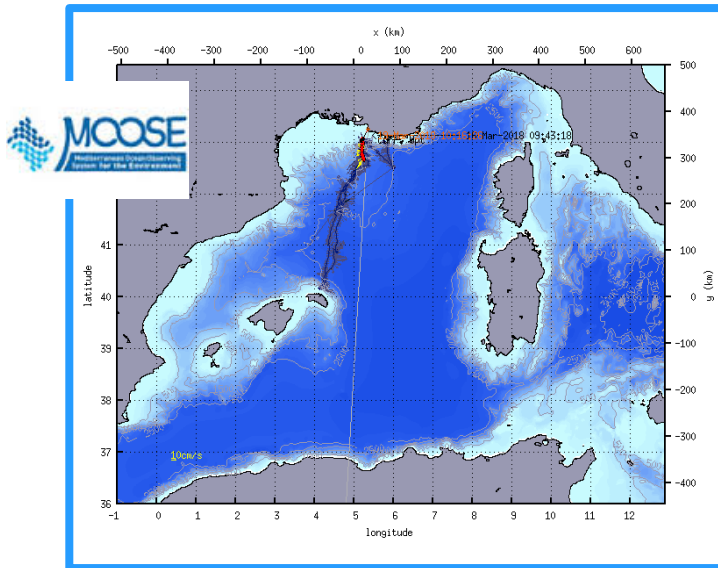 x (km)
-500 -400 -300 -200 -100 0 100 200 300 400 500 600
500
400
300
200
100
0
-100
-200
-300
-400
y (km)
MOOSE
Mediterranean Ocean Observing
System for the Environment
Mar-2018 09:43:18
41
40
39
38
37
36
latitude
10cm/s
-1 0 1 2 3 4 5 6 7 8 9 10 11 12
longitude